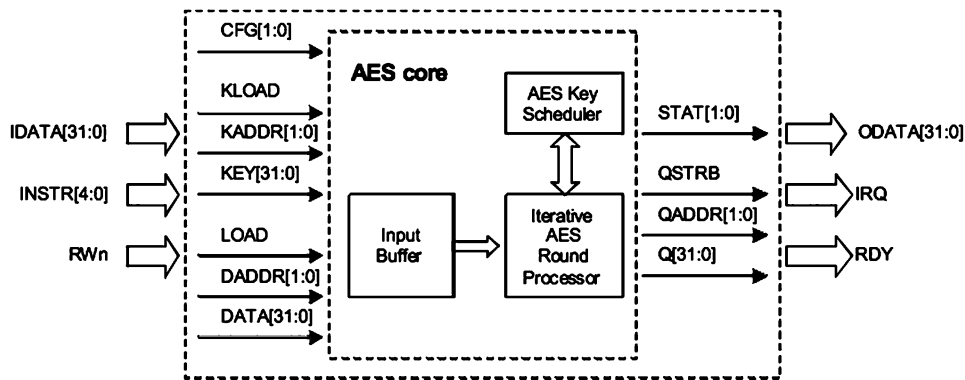 CFG[1:0]
AES core
KLOAD
AES Key
Scheduler
IDATA[31:0]
KADDR[1:0]
STAT[1:0]
ODATA[31:0]
INSTR[4:0]
KEY[31:0]
QSTRB
IRQ
Input
Buffer
Iterative
AES
Round
Processor
QADDR[1:0]
LOAD
RWn
Q[31:0]
RDY
DADDR[1:0]
DATA[31:0]